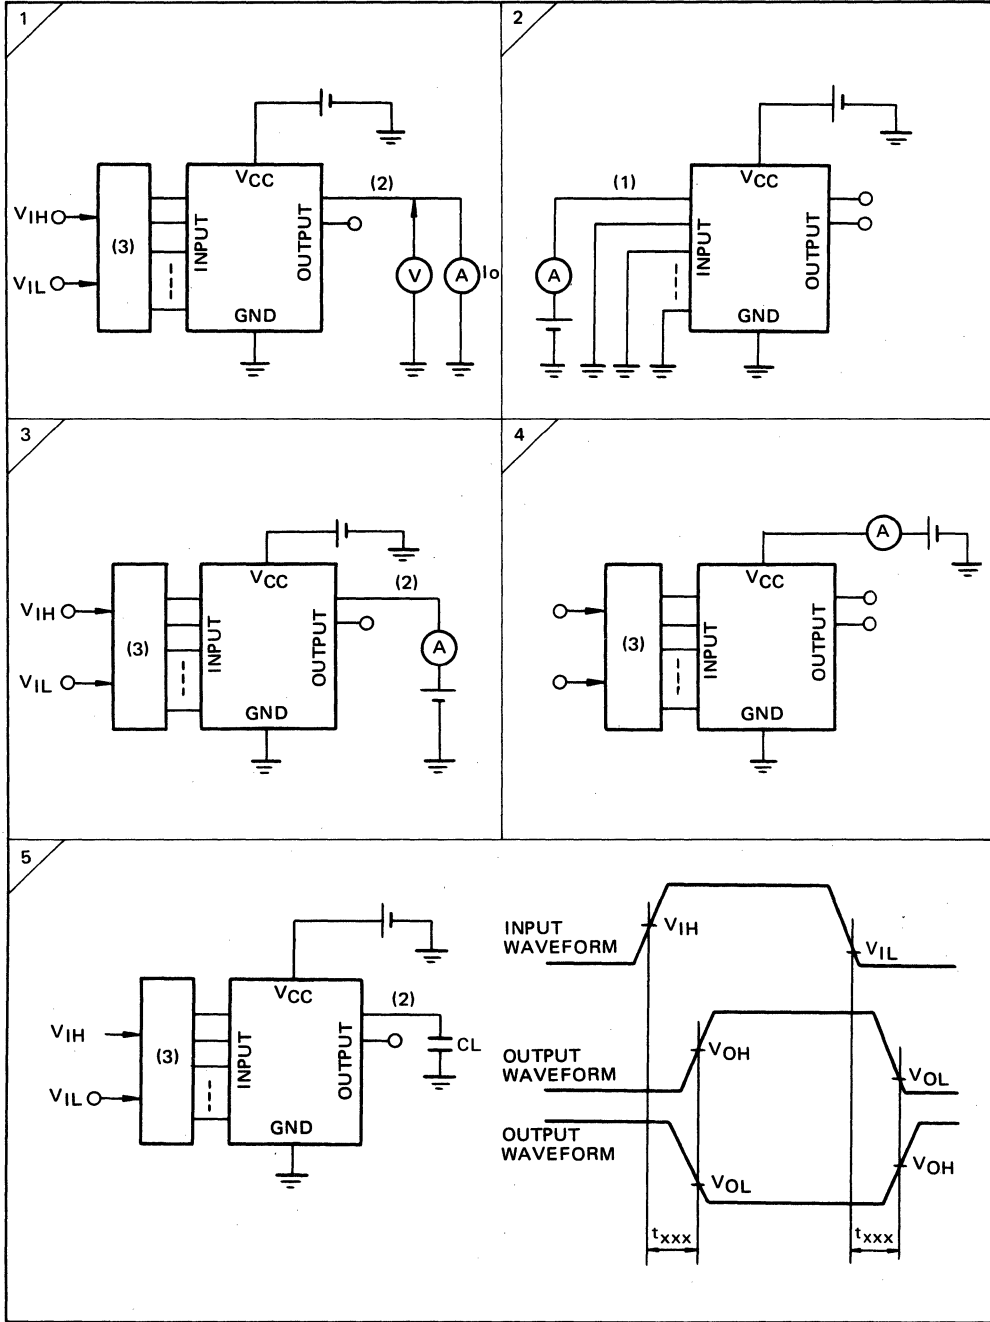 1
VCC
(2)
VIH
(3)
INPUT
OUTPUT
V
A
Io
VIL
GND
2
VCC
(1)
INPUT
OUTPUT
A
GND
3
VCC
(2)
VIH
(3)
INPUT
OUTPUT
A
VIL
GND
4
A
VCC
(3)
INPUT
OUTPUT
GND
5
VCC
(2)
VIH
(3)
INPUT
OUTPUT
CL
VIL
GND
INPUT
WAVEFORM
VIH
VIL
OUTPUT
WAVEFORM
VOH
VOL
OUTPUT
WAVEFORM
VOL
VOH
txxx
txxx